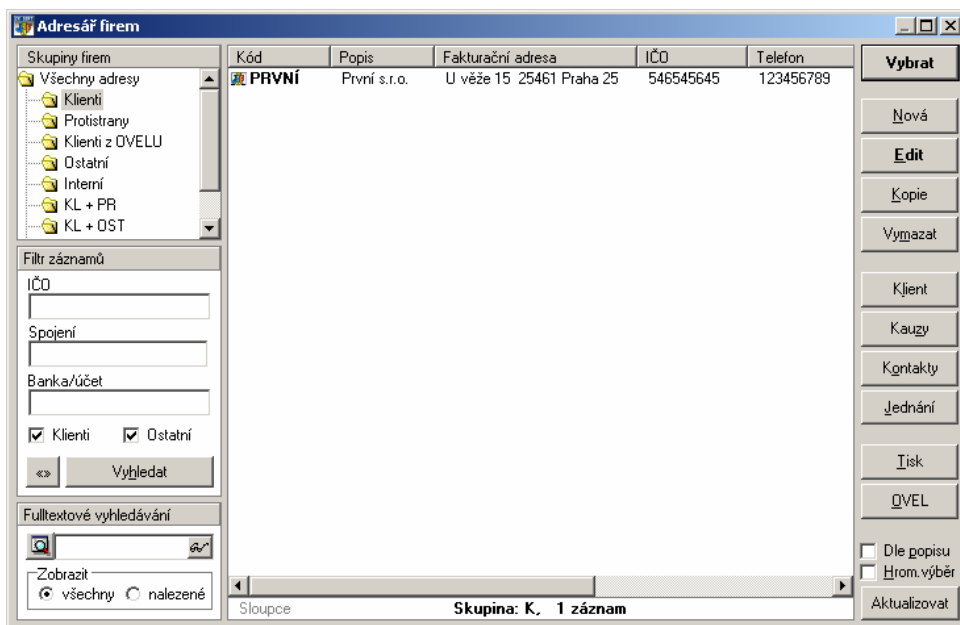 Adresář firem
Skupiny firem
Všechny adresy
Klienti
Protistrany
Klienti z OVELU
Ostatní
Interní
KL + PR
KL + OST
Filtr záznamů
IČO
Spojení
Banka/účet
Klienti Ostatní
«» Vyhledat
Fulltextové vyhledávání
Zobrazit
všechny nalezené
Kód Popis Fakturační adresa IČO Telefon
PRVNÍ První s.r.o. U věže 15 25461 Praha 25 546545645 123456789
Sloupce Skupina: K, 1 záznam
Vybrat
Nová
Edit
Kopie
Vymazat
Klient
Kauzy
Kontakty
Jednání
Tisk
OVEL
Dle popisu
Hrom.výběr
Aktualizovat